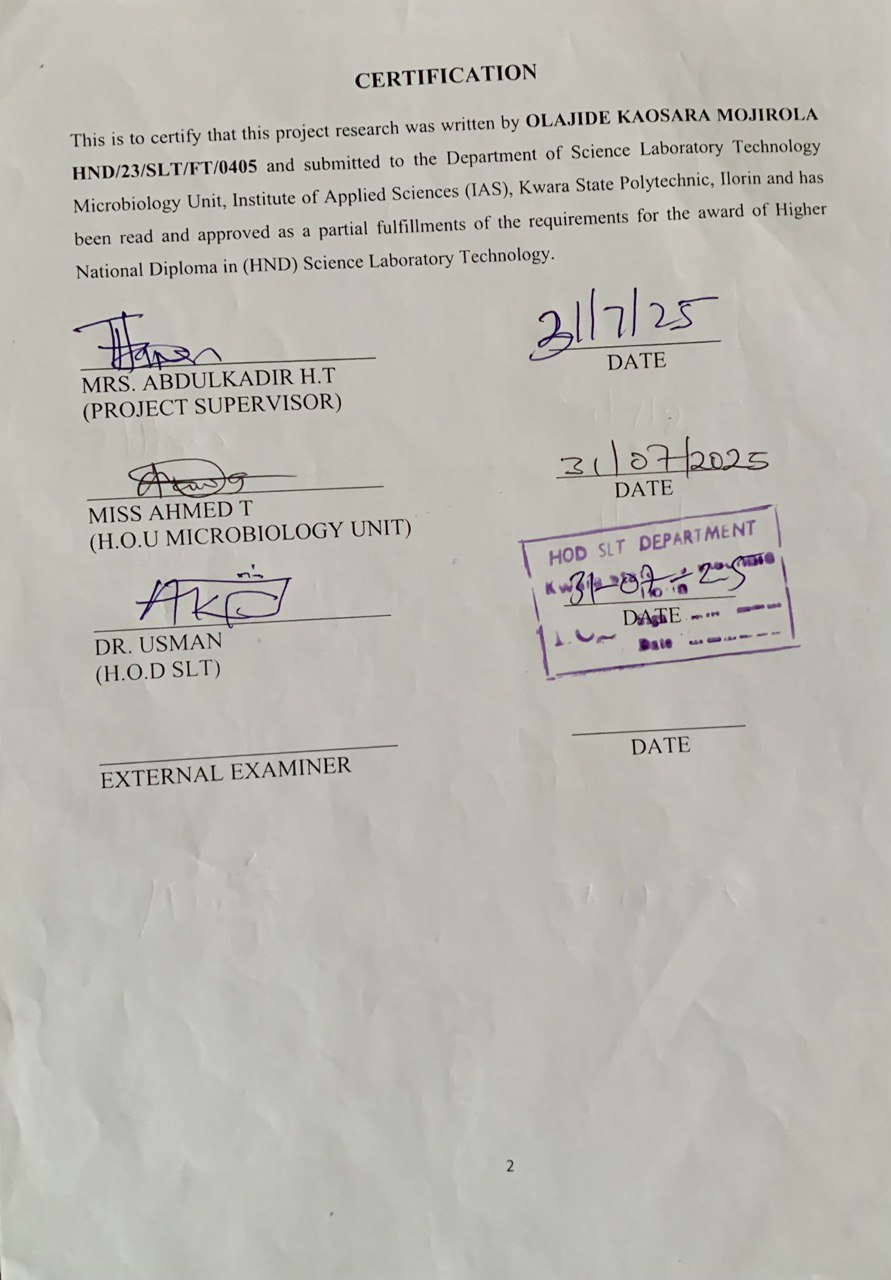 CERTIFICATION
This is to certify that this project research was written by OLAJIDE KAOSARA MOJIROLA
HND/23/SLT/FT/0405 and submitted to the Department of Science Laboratory Technology
Microbiology Unit, Institute of Applied Sciences (IAS), Kwara State Polytechnic, Ilorin and has
been read and approved as a partial fulfillments of the requirements for the award of Higher
National Diploma in (HND) Science Laboratory Technology.
31/7/25
MRS. ABDULKADIR H.T
DATE
(PROJECT SUPERVISOR)
31/07/2025
MISS AHMED T
DATE
(H.O.U MICROBIOLOGY UNIT)
HOD SLT DEPARTMENT
31-07-25
DR. USMAN
DATE
(H.O.D SLT)
Date
EXTERNAL EXAMINER
DATE
2